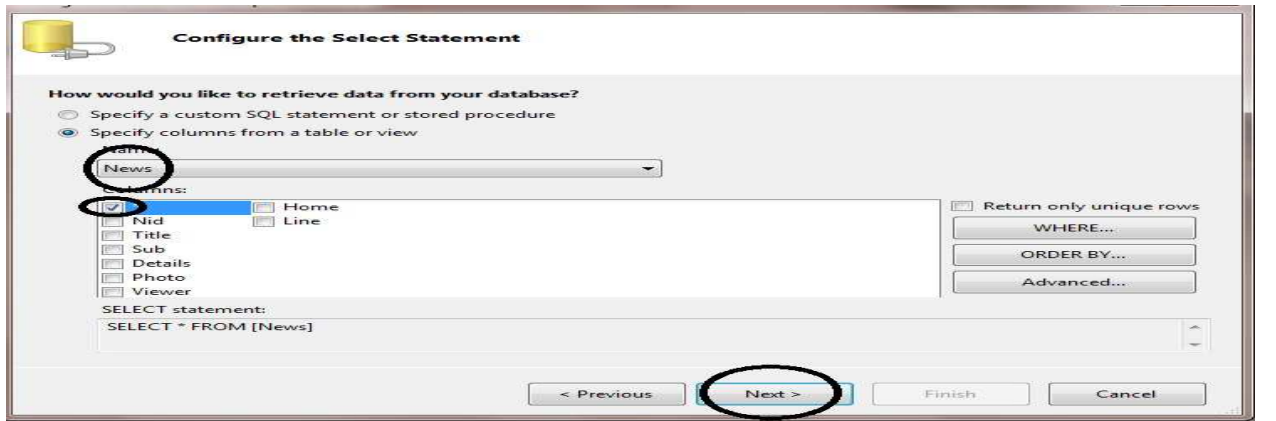 Configure the Select Statement
How would you like to retrieve data from your database?
Specify a custom SQL statement or stored procedure
Specify columns from a table or view
News
Columns:
Home
Return only unique rows
Nid
Line
WHERE...
Title
Sub
ORDER BY...
Details
Photo
Advanced...
Viewer
SELECT statement:
SELECT * FROM [News]
< Previous
Next >
Finish
Cancel